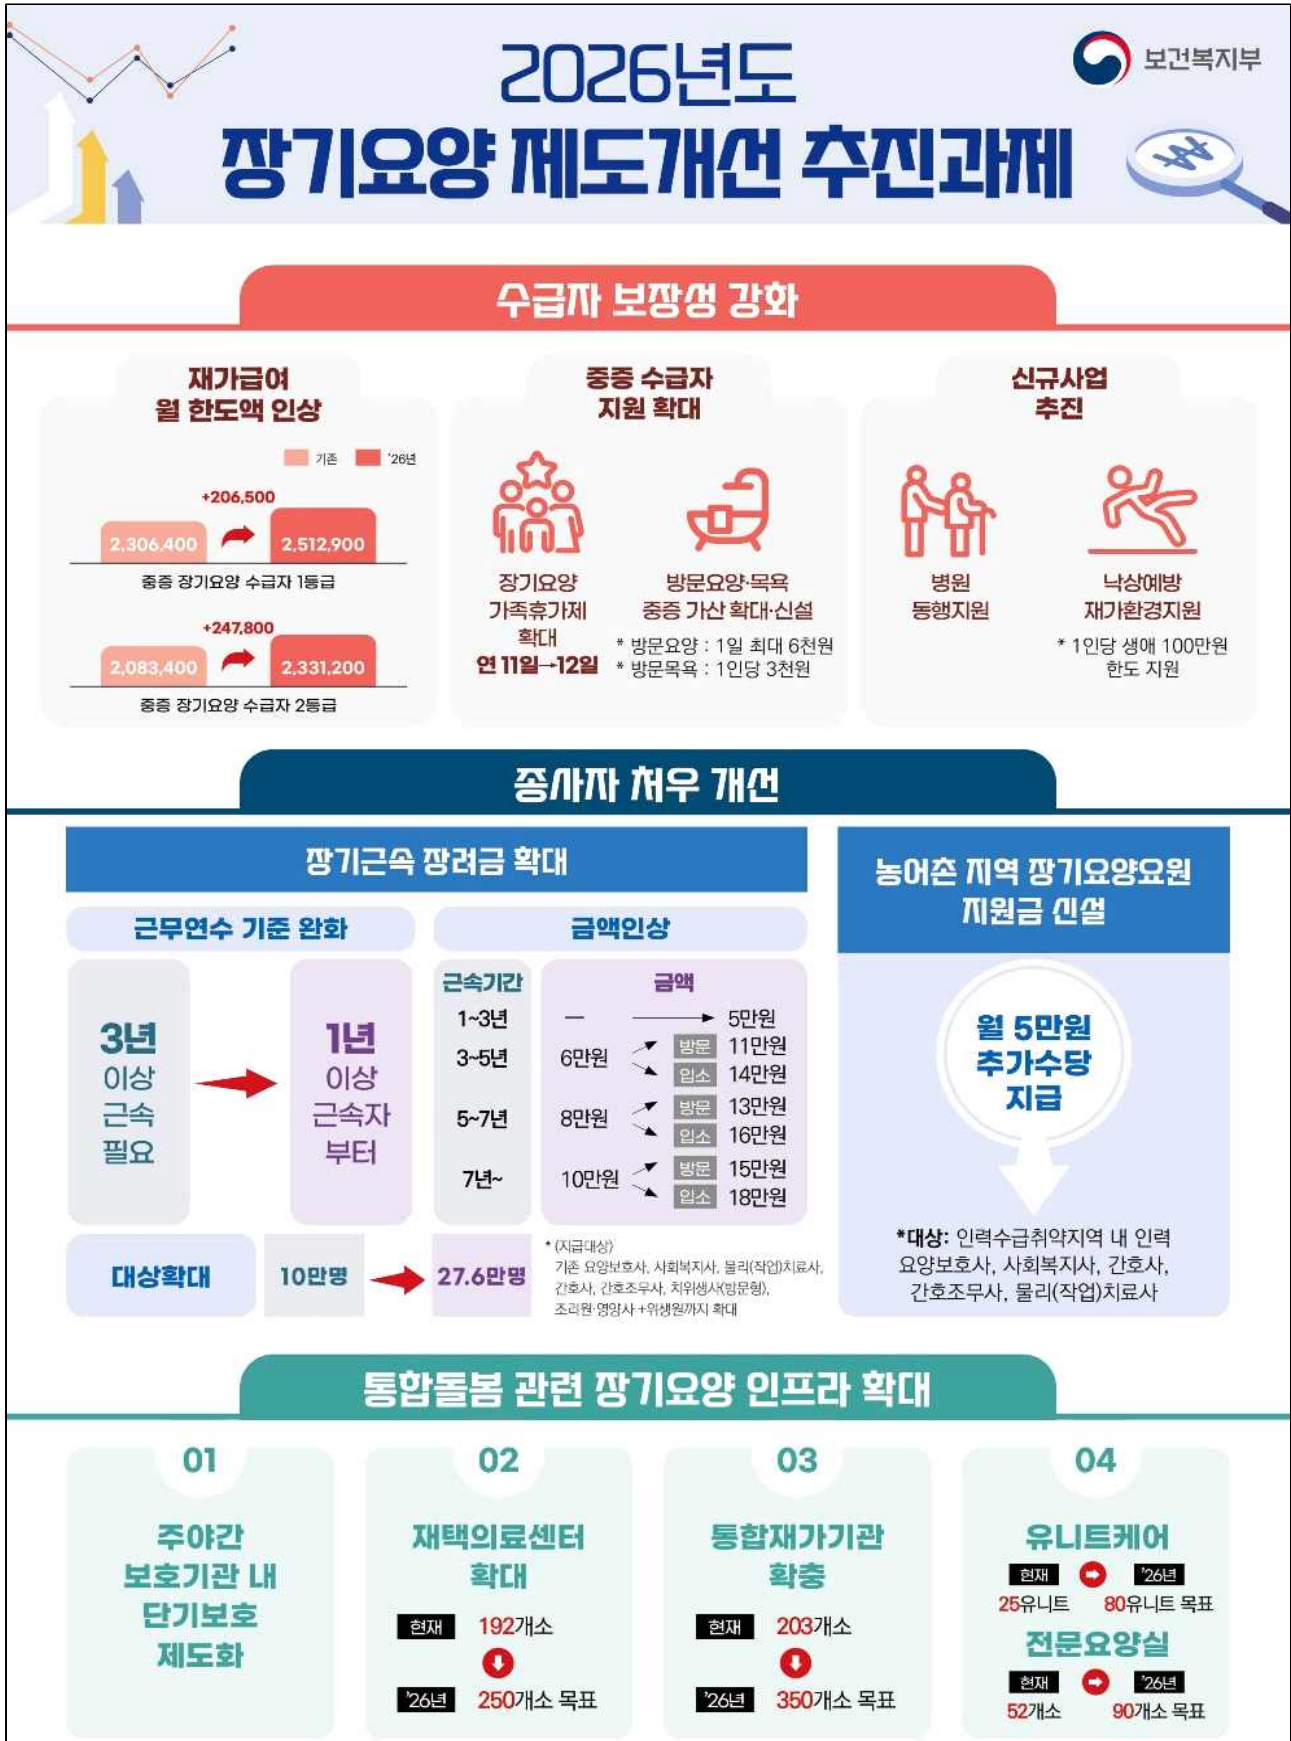 2026년도
보건복지부
장기요양 제도개선 추진과제
수급자 보장성 강화
재가급여
월 한도액 인상
기존 '26년
+206,500
2,306,400 2,512,900
중증 장기요양 수급자 1등급
+247,800
2,083,400 2,331,200
중증 장기요양 수급자 2등급
중증 수급자
지원 확대
장기요양
가족휴가제
확대
연 11일→12일
방문요양·목욕
중증 가산 확대·신설
* 방문요양 : 1일 최대 6천원
* 방문목욕 : 1인당 3천원
신규사업
추진
병원
동행지원
낙상예방
재가환경지원
* 1인당 생애 100만원
한도 지원
종사자 처우 개선
장기근속 장려금 확대
근무연수 기준 완화
3년
이상
근속
필요
1년
이상
근속자
부터
금액인상
근속기간 금액
1~3년 — 5만원
3~5년 6만원 방문 11만원
입소 14만원
5~7년 8만원 방문 13만원
입소 16만원
7년~ 10만원 방문 15만원
입소 18만원
대상확대 10만명 27.6만명
* (지급대상)
기존 요양보호사, 사회복지사, 물리(작업)치료사,
간호사, 간호조무사, 치위생사(방문형),
조리원·영양사 +위생원까지 확대
농어촌 지역 장기요양요원
지원금 신설
월 5만원
추가수당
지급
*대상: 인력수급취약지역 내 인력
요양보호사, 사회복지사, 간호사,
간호조무사, 물리(작업)치료사
통합돌봄 관련 장기요양 인프라 확대
01
주야간
보호기관 내
단기보호
제도화
02
재택의료센터
확대
현재 192개소
'26년 250개소 목표
03
통합재가기관
확충
현재 203개소
'26년 350개소 목표
04
유니트케어
현재 '26년
25유니트 80유니트 목표
전문요양실
현재 '26년
52개소 90개소 목표